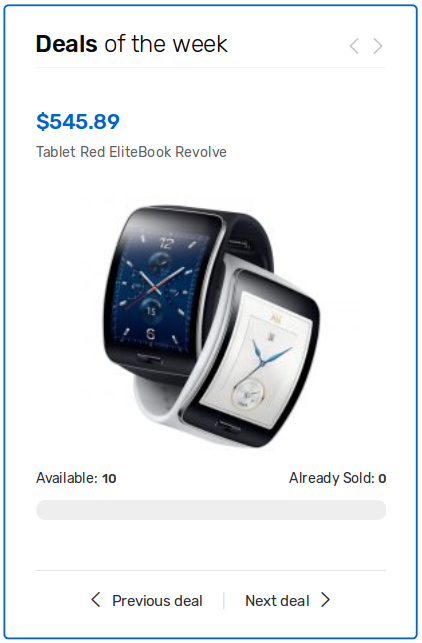 Deals of the week
$545.89
Tablet Red EliteBook Revolve
12
15
6
Available: 10
Already Sold: 0
Previous deal
Next deal